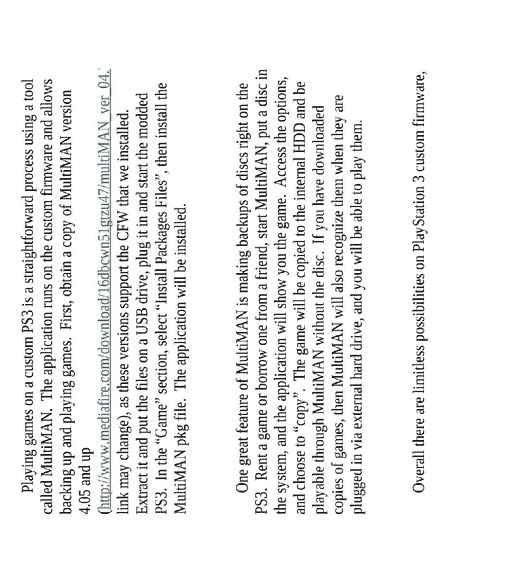 Playing games on a custom PS3 is a straightforward process using a tool
called MultiMAN. The application runs on the custom firmware and allows
backing up and playing games. First, obtain a copy of MultiMAN version
4.05 and up
(http://www.mediafire.com/download/16dbcwn51gtzu47/multiMAN_ver_04.
link may change), as these versions support the CFW that we installed.
Extract it and put the files on a USB drive, plug it in and start the modded
PS3. In the “Game” section, select “Install Packages Files”, then install the
MultiMAN pkg file. The application will be installed.
One great feature of MultiMAN is making backups of discs right on the
PS3. Rent a game or borrow one from a friend, start MultiMAN, put a disc in
the system, and the application will show you the game. Access the options,
and choose to “copy”. The game will be copied to the internal HDD and be
playable through MultiMAN without the disc. If you have downloaded
copies of games, then MultiMAN will also recognize them when they are
plugged in via external hard drive, and you will be able to play them.
Overall there are limitless possibilities on PlayStation 3 custom firmware,